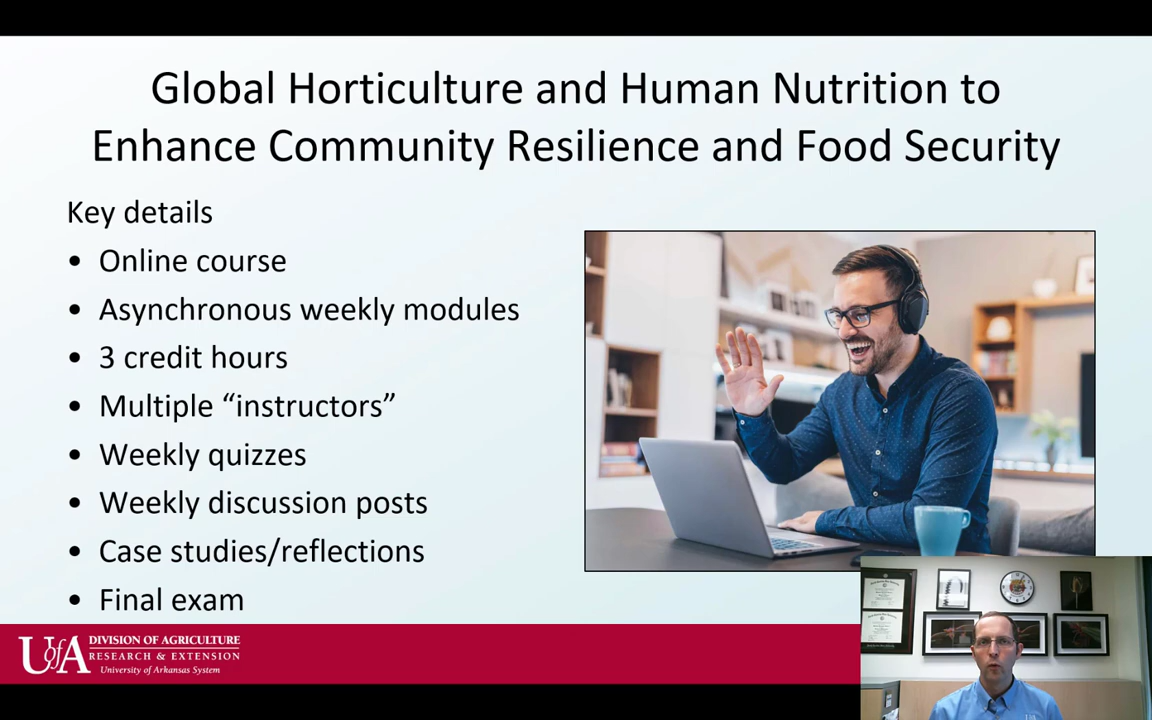 Global Horticulture and Human Nutrition to
Enhance Community Resilience and Food Security
Key details
• Online course
• Asynchronous weekly modules
• 3 credit hours
• Multiple “instructors”
• Weekly quizzes
• Weekly discussion posts
• Case studies/reflections
• Final exam
UofA
DIVISION OF AGRICULTURE
RESEARCH & EXTENSION
University of Arkansas System